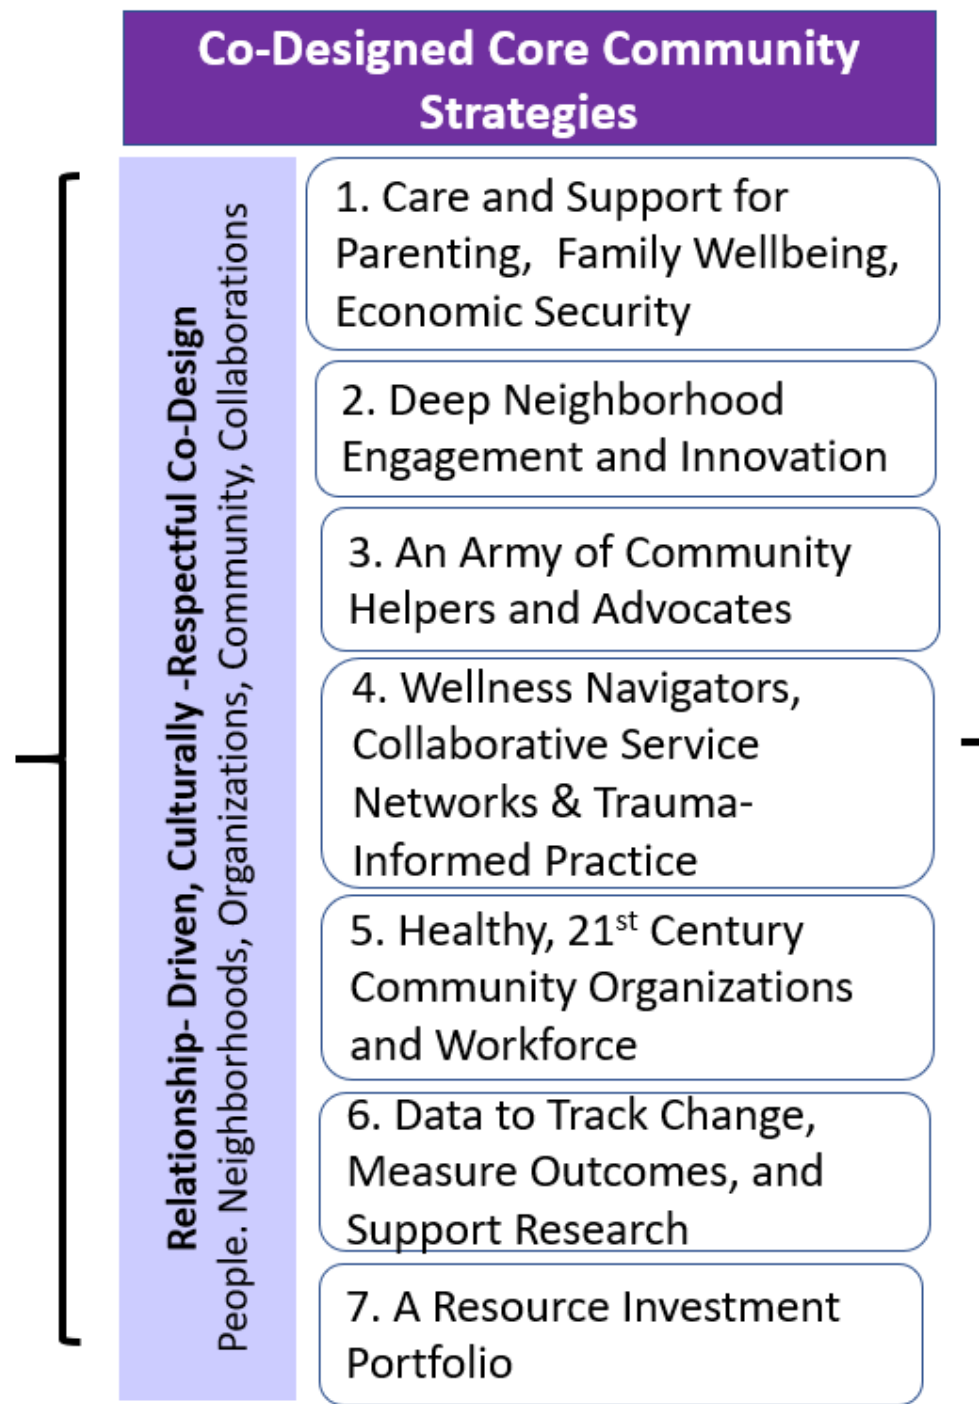 Co-Designed Core Community
Strategies
Relationship- Driven, Culturally -Respectful Co-Design
People. Neighborhoods, Organizations, Community, Collaborations
1. Care and Support for
Parenting,  Family Wellbeing,
Economic Security
2. Deep Neighborhood
Engagement and Innovation
3. An Army of Community
Helpers and Advocates
4. Wellness Navigators,
Collaborative Service
Networks & Trauma-
Informed Practice
5. Healthy, 21st Century
Community Organizations
and Workforce
6. Data to Track Change,
Measure Outcomes, and
Support Research
7. A Resource Investment
Portfolio